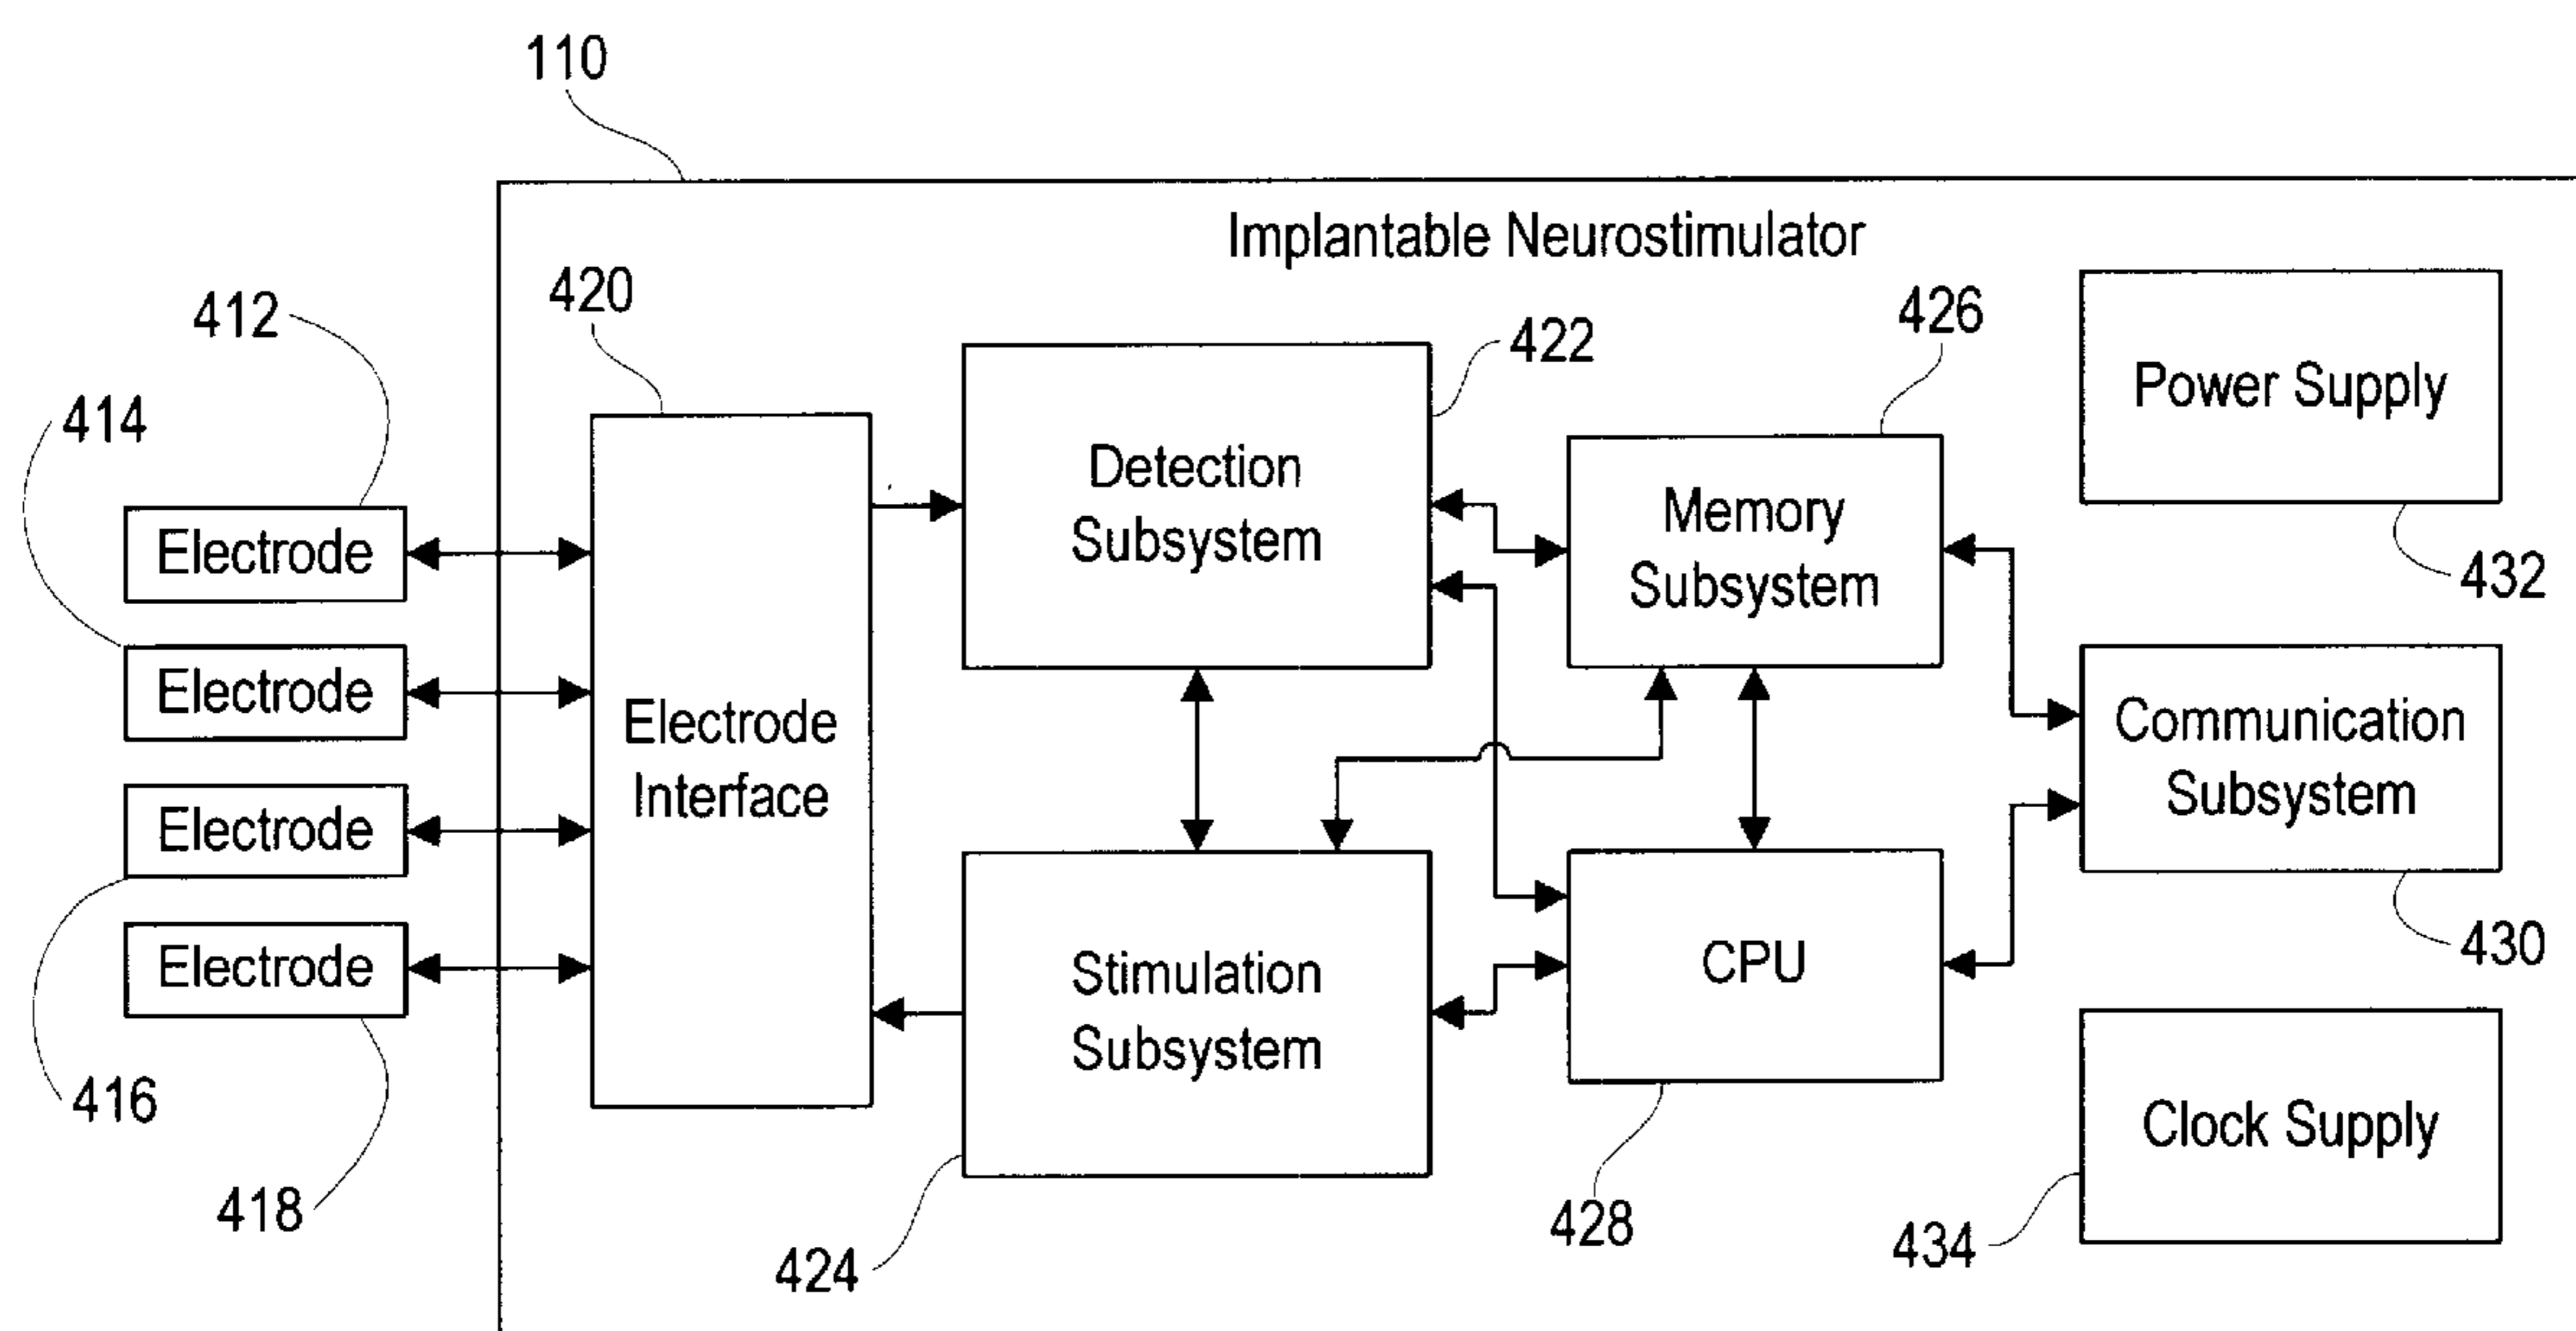 110
Implantable Neurostimulator
420
412
422
426
Power Supply
414
Detection
Subsystem
Memory
Subsystem
Electrode
432
Electrode
Electrode
Interface
Communication
Subsystem
Electrode
430
Electrode
Stimulation
Subsystem
CPU
416
Clock Supply
418
428
434
424